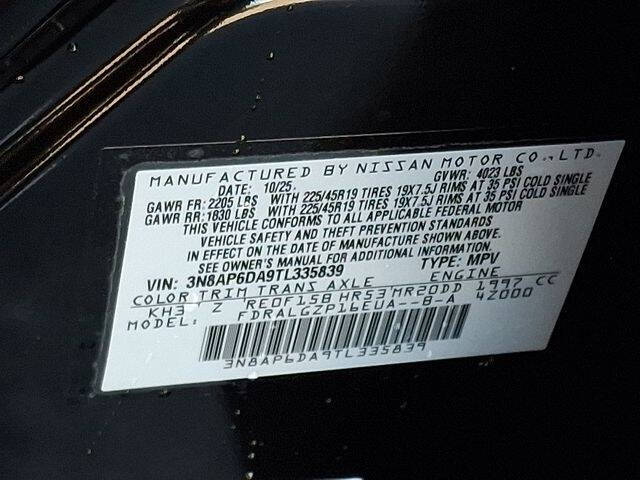 MANUFACTURED BY NISSAN MOTOR CO.,LTD.
DATE: 10/25. GVWR: 4023 LBS
GAWR FR: 2205 LBS WITH 225/45R19 TIRES 19X7.5J RIMS AT 35 PSI COLD SINGLE
GAWR RR: 1830 LBS WITH 225/45R19 TIRES 19X7.5J RIMS AT 35 PSI COLD SINGLE
THIS VEHICLE CONFORMS TO ALL APPLICABLE FEDERAL MOTOR
VEHICLE SAFETY AND THEFT PREVENTION STANDARDS
IN EFFECT ON THE DATE OF MANUFACTURE SHOWN ABOVE.
SEE OWNER'S MANUAL FOR ADDITIONAL INFORMATION.
VIN: 3N8AP6DA9TL335839 TYPE: MPV
COLOR TRIM TRANS AXLE ENGINE
KH3 Z RE0F15B HR53 MR20DD 1997 CC
MODEL: FDRALGZP16EUA--B-A 4Z000
3N8AP6DA9TL335839